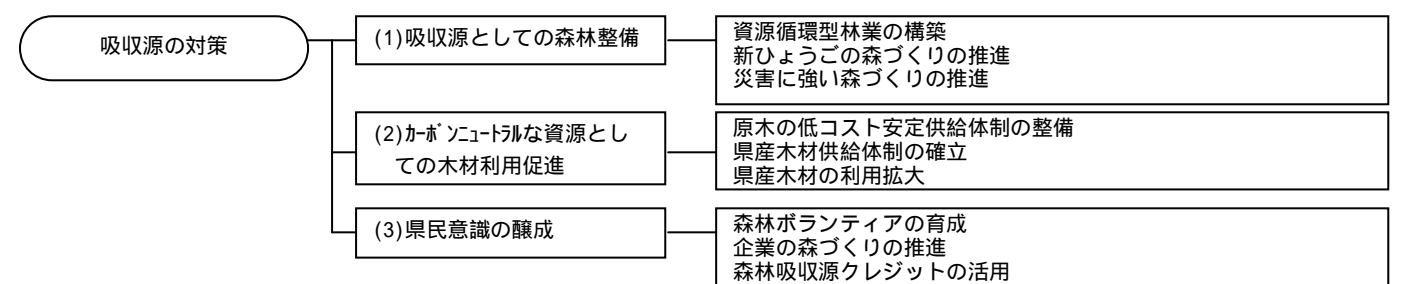 吸収源の対策
(1)吸収源としての森林整備
資源循環型林業の構築
新ひょうごの森づくりの推進
災害に強い森づくりの推進
(2)ｶｰﾎﾞﾝﾆｭｰﾄﾗﾙな資源とし
ての木材利用促進
原木の低コスト安定供給体制の整備
県産木材供給体制の確立
県産木材の利用拡大
(3)県民意識の醸成
森林ボランティアの育成
企業の森づくりの推進
森林吸収源クレジットの活用